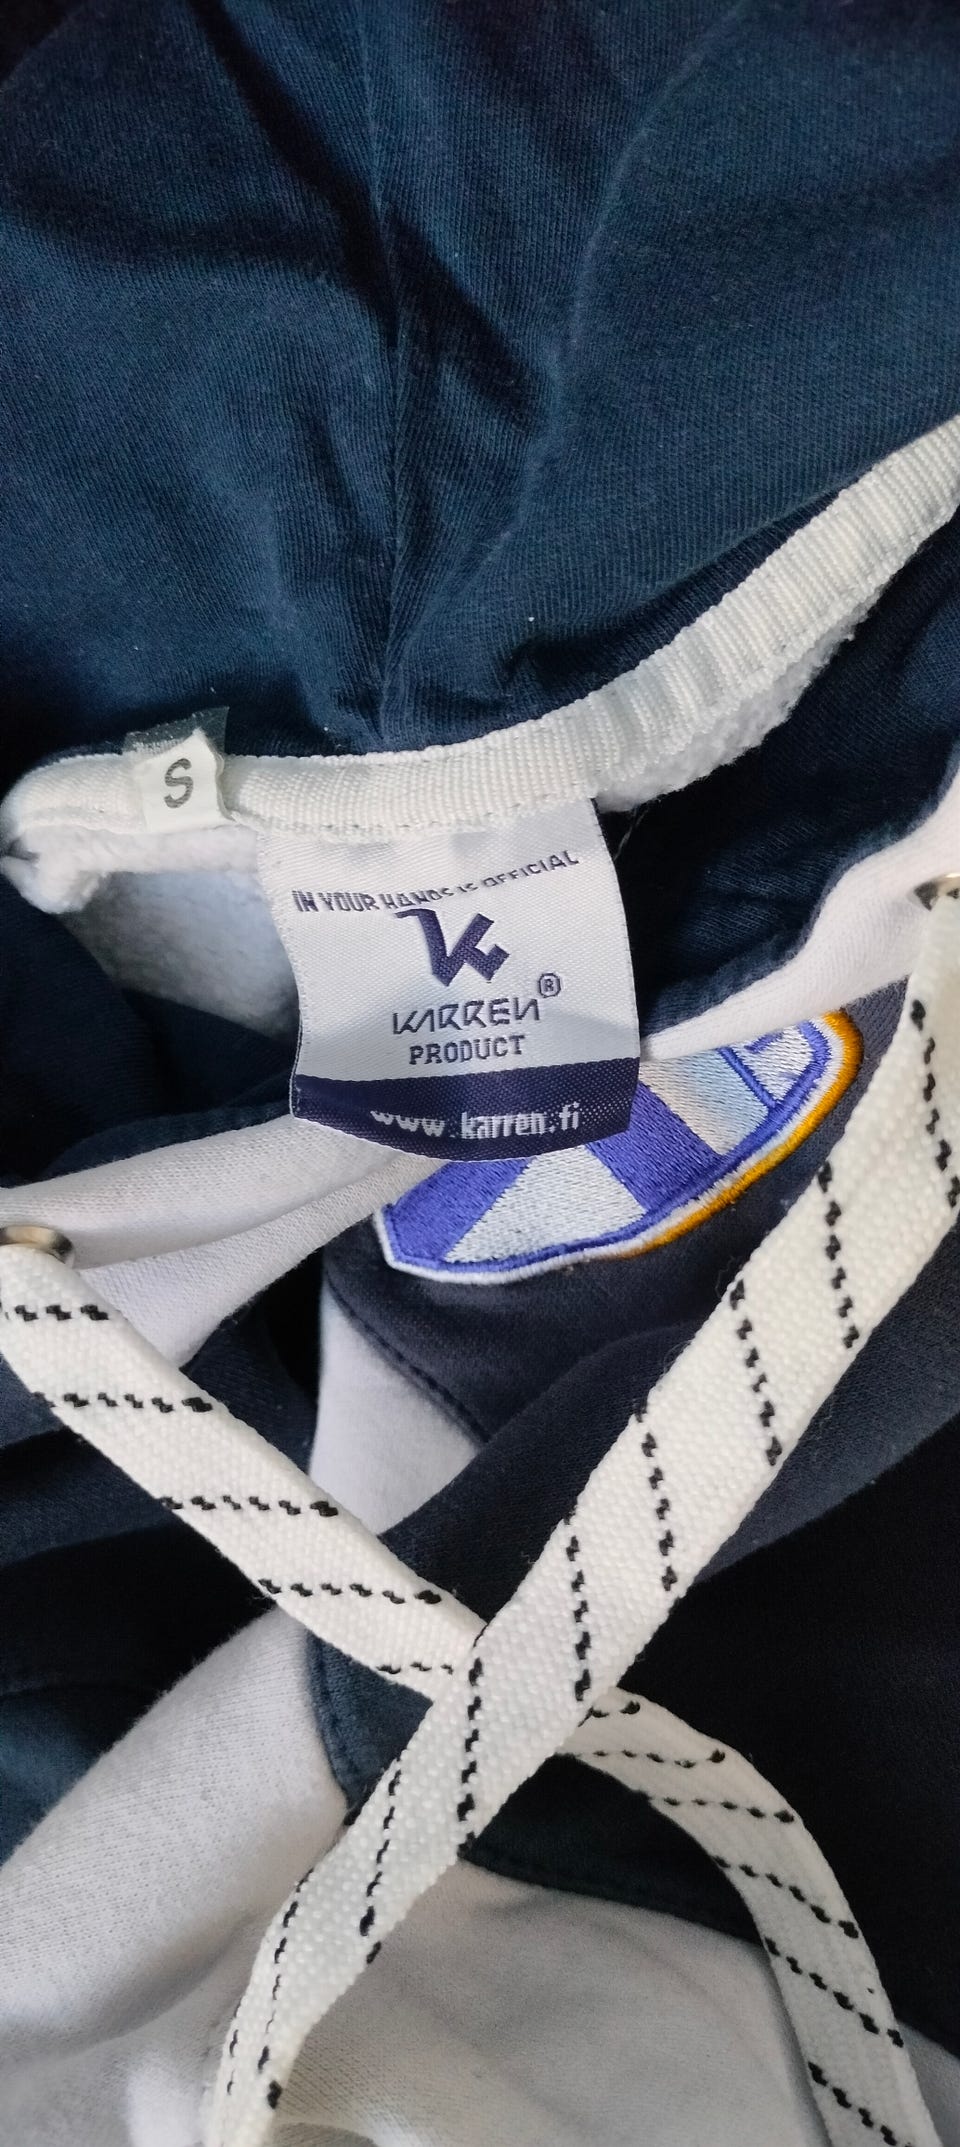 S
IN YOUR HANDS IS OFFICIAL
K
KARREN®
PRODUCT
www.karren.fi